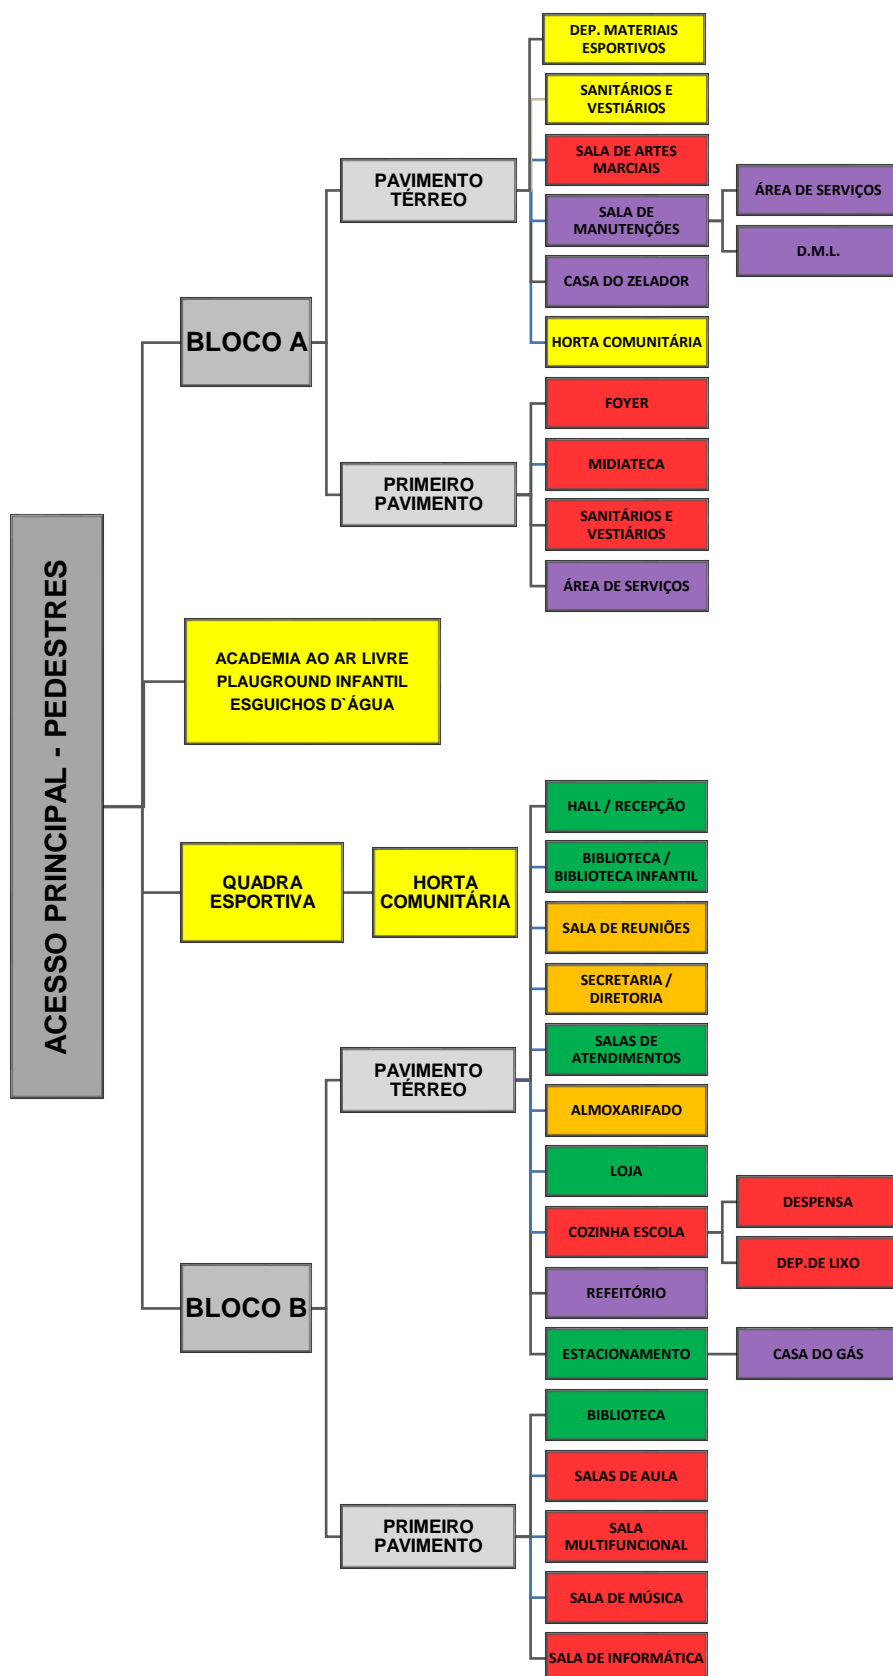 ACESSO PRINCIPAL - PEDESTRES
BLOCO A
PAVIMENTO
TÉRREO
DEP. MATERIAIS
ESPORTIVOS
SANITÁRIOS E
VESTIÁRIOS
SALA DE ARTES
MARCIAIS
SALA DE
MANUTENÇÕES
ÁREA DE SERVIÇOS
D.M.L.
CASA DO ZELADOR
HORTA COMUNITÁRIA
PRIMEIRO
PAVIMENTO
FOYER
MIDIATECA
SANITÁRIOS E
VESTIÁRIOS
ÁREA DE SERVIÇOS
ACADEMIA AO AR LIVRE
PLAUGROUND INFANTIL
ESGUICHOS D`ÁGUA
QUADRA
ESPORTIVA
HORTA
COMUNITÁRIA
BLOCO B
PAVIMENTO
TÉRREO
HALL / RECEPÇÃO
BIBLIOTECA /
BIBLIOTECA INFANTIL
SALA DE REUNIÕES
SECRETARIA /
DIRETORIA
SALAS DE
ATENDIMENTOS
ALMOXARIFADO
LOJA
COZINHA ESCOLA
DESPENSA
DEP.DE LIXO
REFEITÓRIO
ESTACIONAMENTO
CASA DO GÁS
PRIMEIRO
PAVIMENTO
BIBLIOTECA
SALAS DE AULA
SALA
MULTIFUNCIONAL
SALA DE MÚSICA
SALA DE INFORMÁTICA